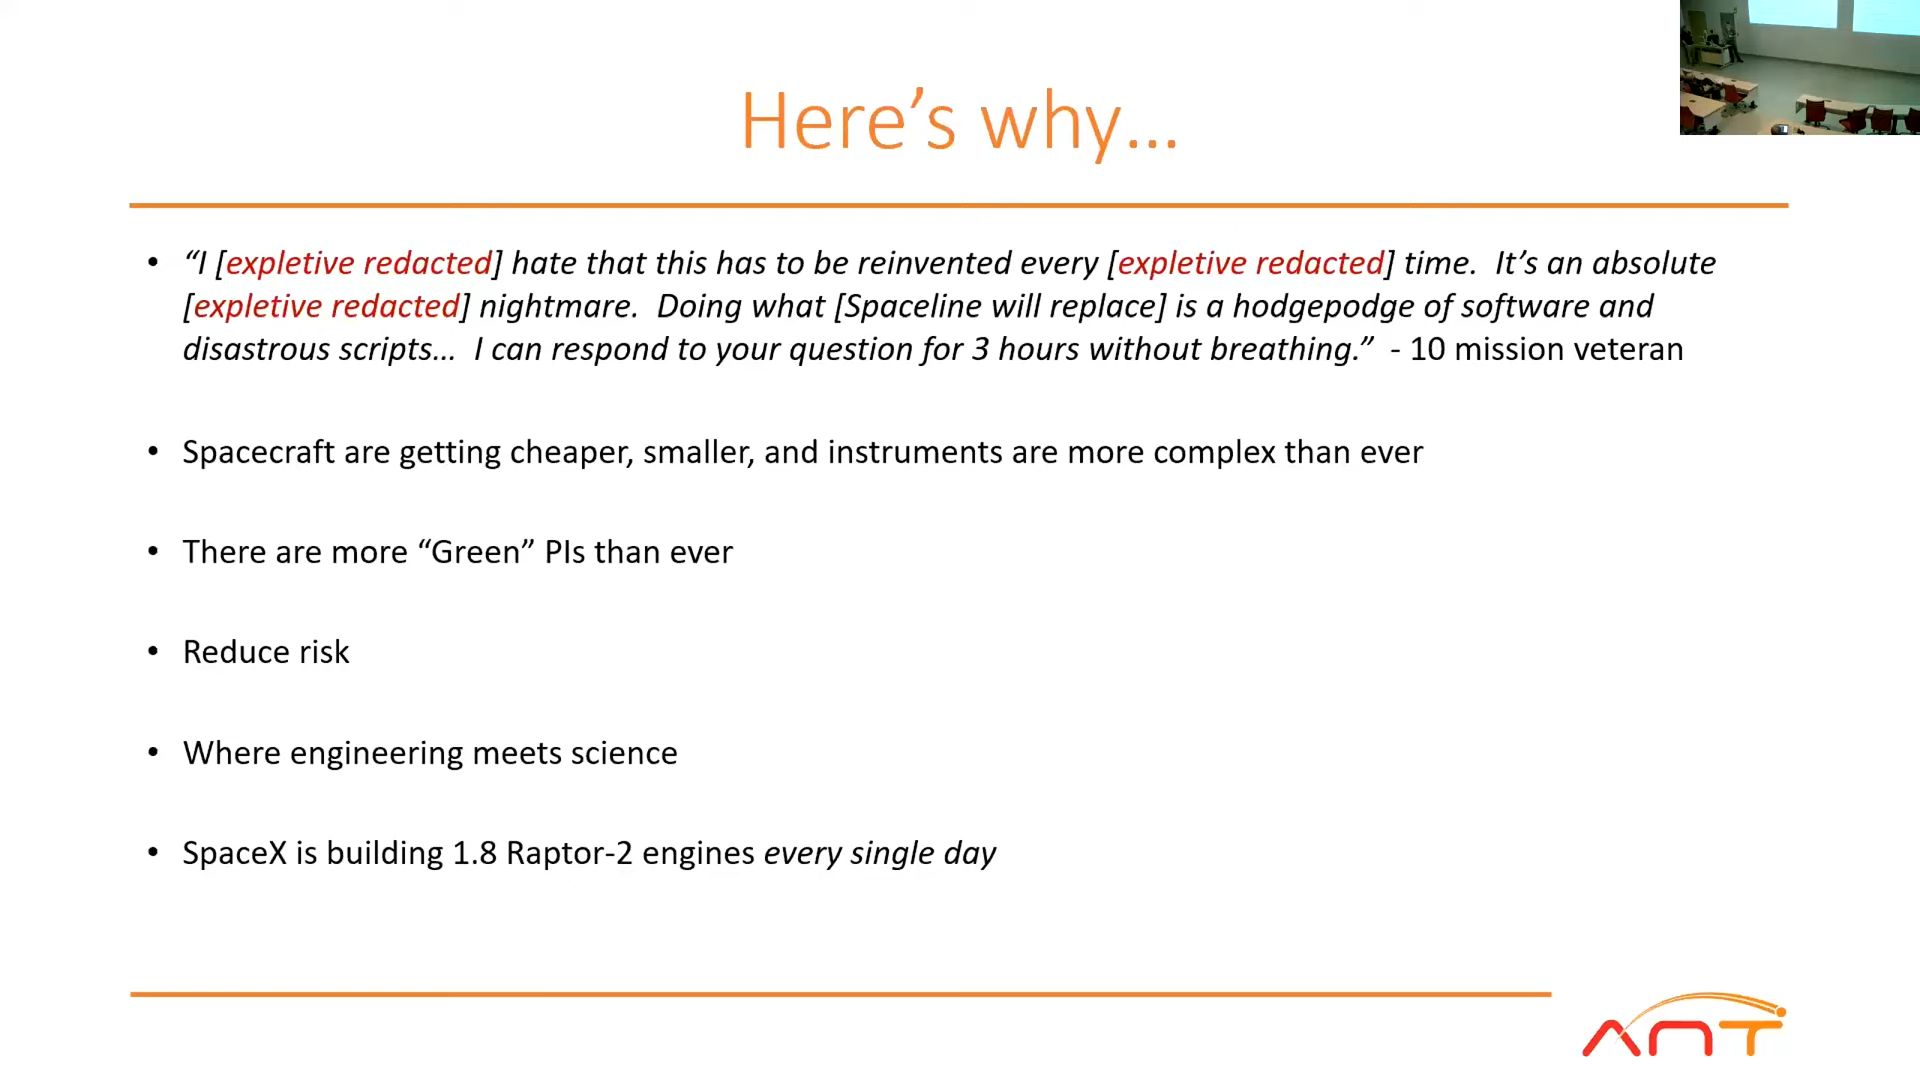 Here’s why…
• “I [expletive redacted] hate that this has to be reinvented every [expletive redacted] time.  It’s an absolute
[expletive redacted] nightmare.  Doing what [Spaceline will replace] is a hodgepodge of software and
disastrous scripts…  I can respond to your question for 3 hours without breathing.”  - 10 mission veteran
• Spacecraft are getting cheaper, smaller, and instruments are more complex than ever
• There are more “Green” PIs than ever
• Reduce risk
• Where engineering meets science
• SpaceX is building 1.8 Raptor-2 engines every single day
ANT